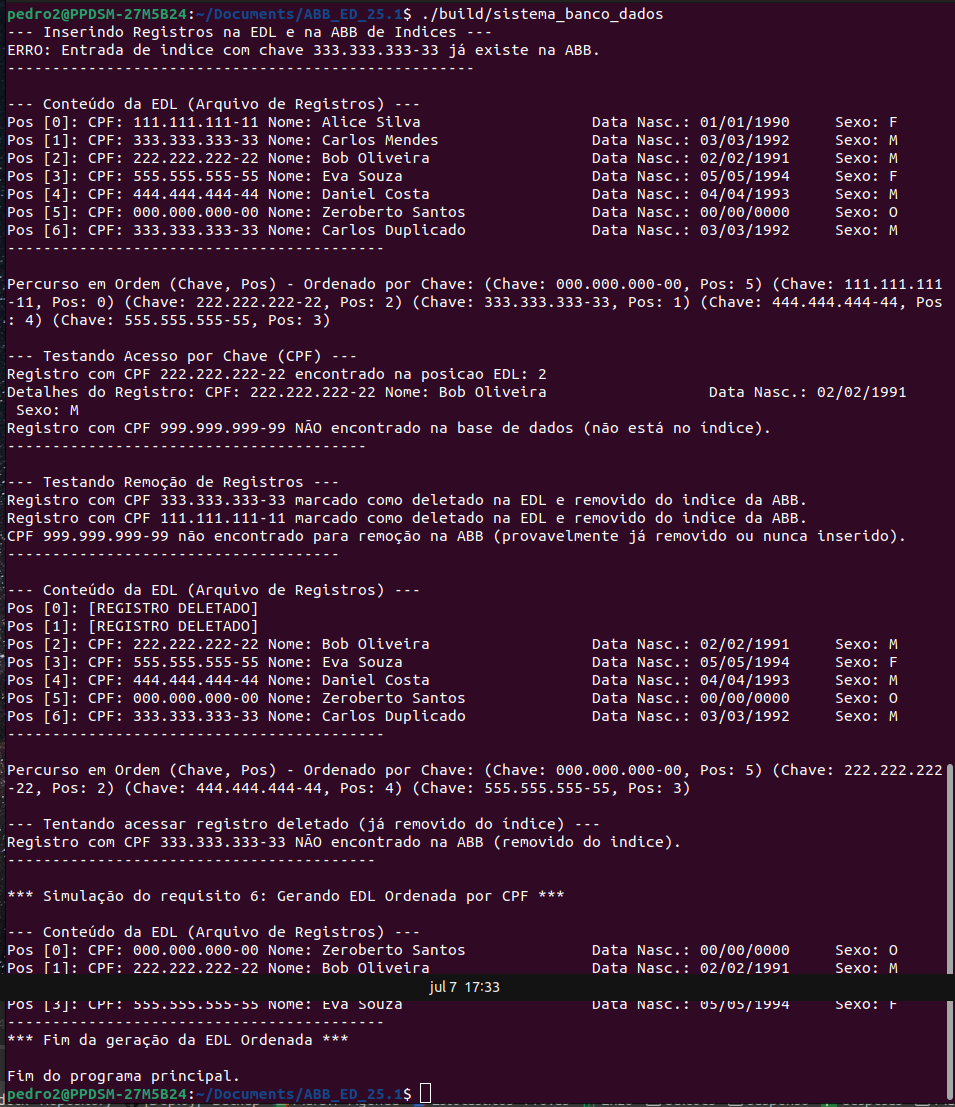 pedro2@PPDSM-27M5B24:~/Documents/ABB_ED_25.1$ ./build/sistema_banco_dados
--- Inserindo Registros na EDL e na ABB de Indices ---
ERRO: Entrada de indice com chave 333.333.333-33 já existe na ABB.
----------------------------------------------------
--- Conteúdo da EDL (Arquivo de Registros) ---
Pos [0]: CPF: 111.111.111-11 Nome: Alice Silva Data Nasc.: 01/01/1990 Sexo: F
Pos [1]: CPF: 333.333.333-33 Nome: Carlos Mendes Data Nasc.: 03/03/1992 Sexo: M
Pos [2]: CPF: 222.222.222-22 Nome: Bob Oliveira Data Nasc.: 02/02/1991 Sexo: M
Pos [3]: CPF: 555.555.555-55 Nome: Eva Souza Data Nasc.: 05/05/1994 Sexo: F
Pos [4]: CPF: 444.444.444-44 Nome: Daniel Costa Data Nasc.: 04/04/1993 Sexo: M
Pos [5]: CPF: 000.000.000-00 Nome: Zeroberto Santos Data Nasc.: 00/00/0000 Sexo: O
Pos [6]: CPF: 333.333.333-33 Nome: Carlos Duplicado Data Nasc.: 03/03/1992 Sexo: M
------------------------------------------
Percurso em Ordem (Chave, Pos) - Ordenado por Chave: (Chave: 000.000.000-00, Pos: 5) (Chave: 111.111.111
-11, Pos: 0) (Chave: 222.222.222-22, Pos: 2) (Chave: 333.333.333-33, Pos: 1) (Chave: 444.444.444-44, Pos
: 4) (Chave: 555.555.555-55, Pos: 3)
--- Testando Acesso por Chave (CPF) ---
Registro com CPF 222.222.222-22 encontrado na posicao EDL: 2
Detalhes do Registro: CPF: 222.222.222-22 Nome: Bob Oliveira Data Nasc.: 02/02/1991
Sexo: M
Registro com CPF 999.999.999-99 NÃO encontrado na base de dados (não está no índice).
----------------------------------------
--- Testando Remoção de Registros ---
Registro com CPF 333.333.333-33 marcado como deletado na EDL e removido do indice da ABB.
Registro com CPF 111.111.111-11 marcado como deletado na EDL e removido do indice da ABB.
CPF 999.999.999-99 não encontrado para remoção na ABB (provavelmente já removido ou nunca inserido).
-------------------------------------
--- Conteúdo da EDL (Arquivo de Registros) ---
Pos [0]: [REGISTRO DELETADO]
Pos [1]: [REGISTRO DELETADO]
Pos [2]: CPF: 222.222.222-22 Nome: Bob Oliveira Data Nasc.: 02/02/1991 Sexo: M
Pos [3]: CPF: 555.555.555-55 Nome: Eva Souza Data Nasc.: 05/05/1994 Sexo: F
Pos [4]: CPF: 444.444.444-44 Nome: Daniel Costa Data Nasc.: 04/04/1993 Sexo: M
Pos [5]: CPF: 000.000.000-00 Nome: Zeroberto Santos Data Nasc.: 00/00/0000 Sexo: O
Pos [6]: CPF: 333.333.333-33 Nome: Carlos Duplicado Data Nasc.: 03/03/1992 Sexo: M
------------------------------------------
Percurso em Ordem (Chave, Pos) - Ordenado por Chave: (Chave: 000.000.000-00, Pos: 5) (Chave: 222.222.222
-22, Pos: 2) (Chave: 444.444.444-44, Pos: 4) (Chave: 555.555.555-55, Pos: 3)
--- Tentando acessar registro deletado (já removido do índice) ---
Registro com CPF 333.333.333-33 NÃO encontrado na ABB (removido do indice).
-----------------------------------------
*** Simulação do requisito 6: Gerando EDL Ordenada por CPF ***
--- Conteúdo da EDL (Arquivo de Registros) ---
Pos [0]: CPF: 000.000.000-00 Nome: Zeroberto Santos Data Nasc.: 00/00/0000 Sexo: O
Pos [1]: CPF: 222.222.222-22 Nome: Bob Oliveira Data Nasc.: 02/02/1991 Sexo: M
jul 7 17:33
Pos [3]: CPF: 555.555.555-55 Nome: Eva Souza Data Nasc.: 05/05/1994 Sexo: F
------------------------------------------
*** Fim da geração da EDL Ordenada ***
Fim do programa principal.
pedro2@PPDSM-27M5B24:~/Documents/ABB_ED_25.1$